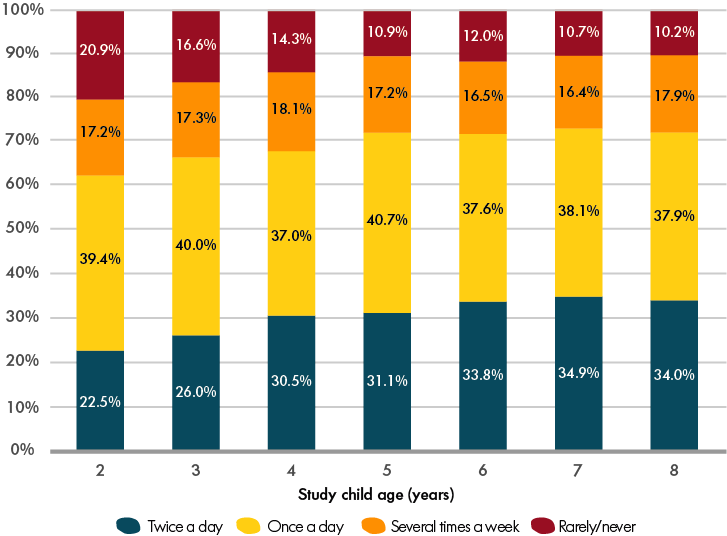 100%
20.9% 16.6% 14.3% 10.9% 12.0% 10.7% 10.2%
90%
80%
17.2% 17.3% 18.1% 17.2% 16.5% 16.4% 17.9%
70%
60%
50%
39.4% 40.0% 37.0% 40.7% 37.6% 38.1% 37.9%
40%
30%
20%
22.5% 26.0% 30.5% 31.1% 33.8% 34.9% 34.0%
10%
0%
2 3 4 5 6 7 8
Study child age (years)
Twice a day Once a day Several times a week Rarely/never